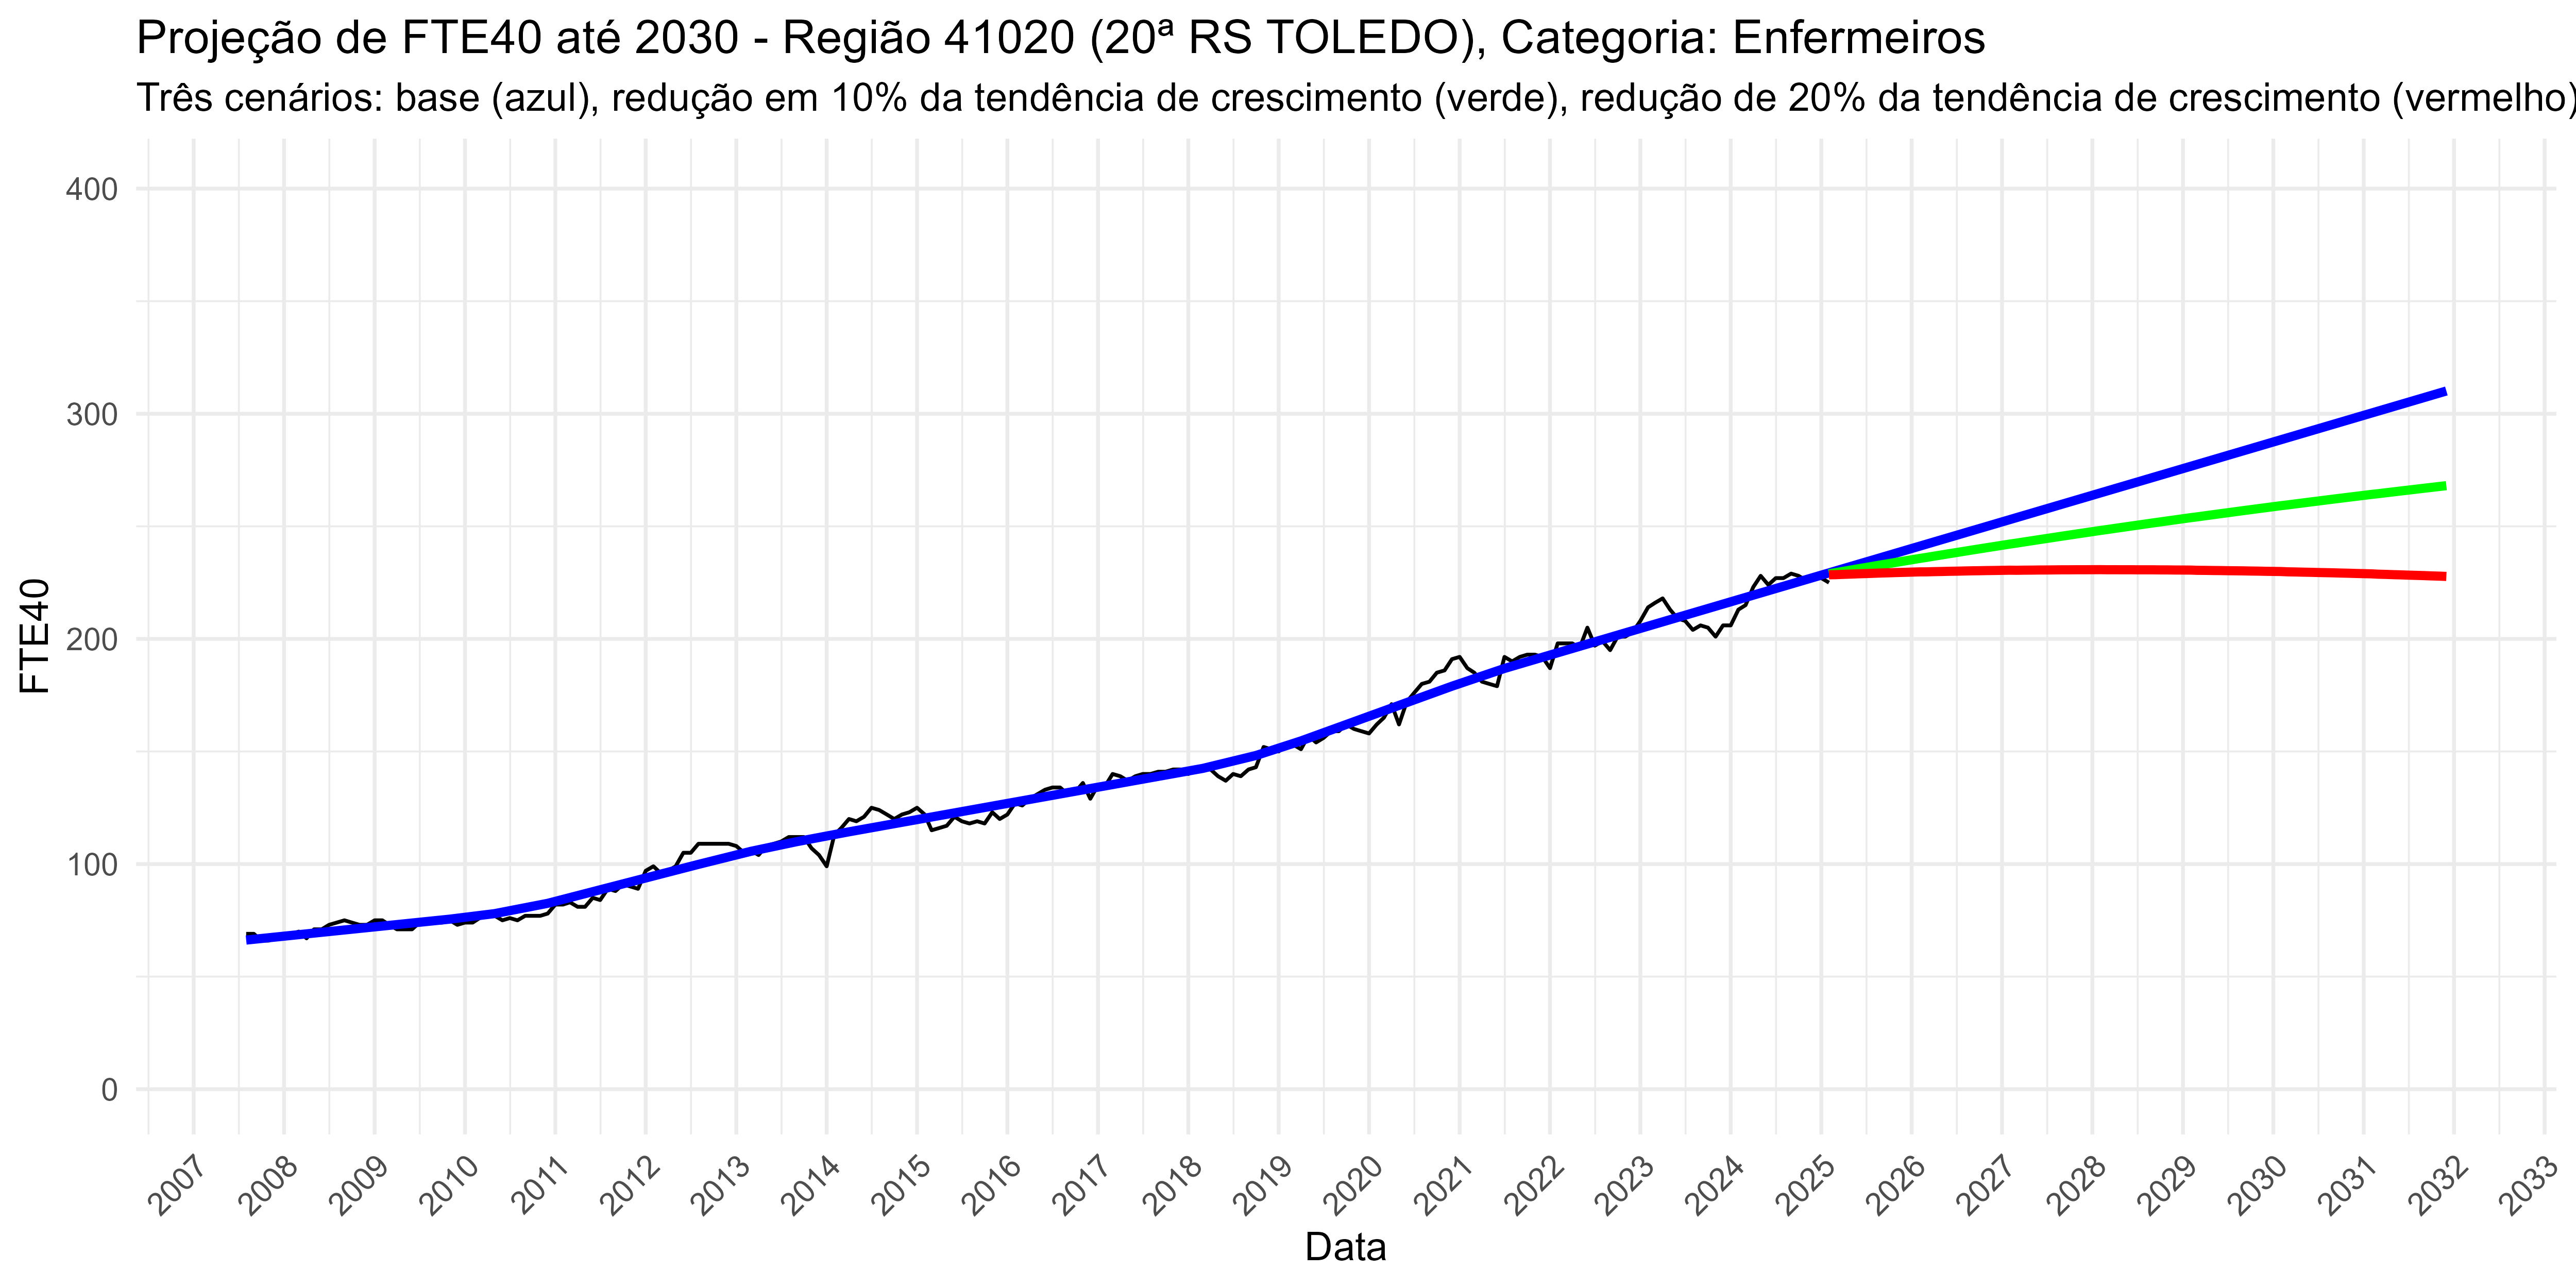 Projeção de FTE40 até 2030 - Região 41020 (20ª RS TOLEDO), Categoria: Enfermeiros
Três cenários: base (azul), redução em 10% da tendência de crescimento (verde), redução de 20% da tendência de crescimento (vermelho)
400
300
200
100
0
FTE40
2007 2008 2009 2010 2011 2012 2013 2014 2015 2016 2017 2018 2019 2020 2021 2022 2023 2024 2025 2026 2027 2028 2029 2030 2031 2032 2033
Data